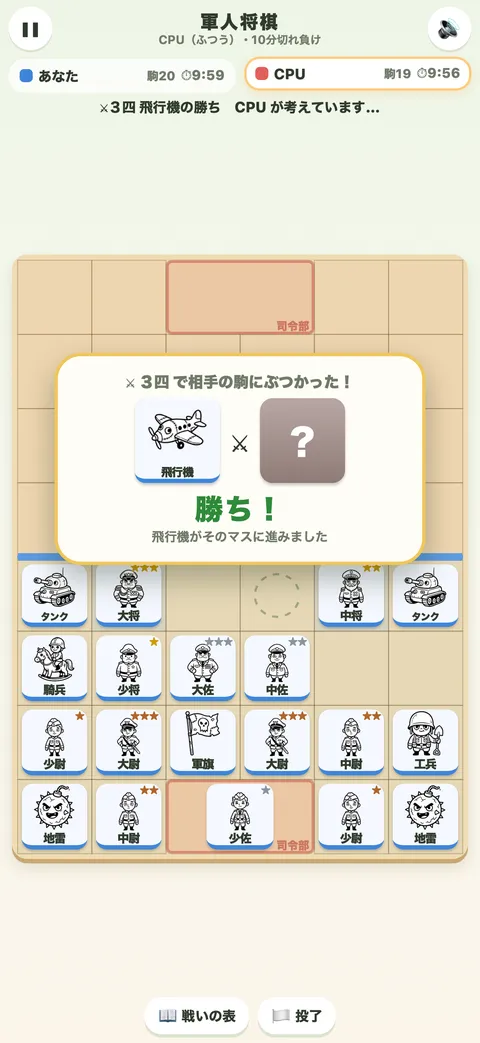 軍人将棋
CPU（ふつう）・10分切れ負け
あなた 駒20 ⏱9:59
CPU 駒19 ⏱9:56
⚔3四 飛行機の勝ち CPU が考えています…
司令部
⚔ 3四 で相手の駒にぶつかった！
飛行機 ⚔ ?
勝ち！
飛行機がそのマスに進みました
タンク 大将 中将 タンク
騎兵 少将 大佐 中佐
少尉 大尉 軍旗 大尉 中尉 工兵
地雷 中尉 少佐 司令部 少尉 地雷
戦いの表 投了